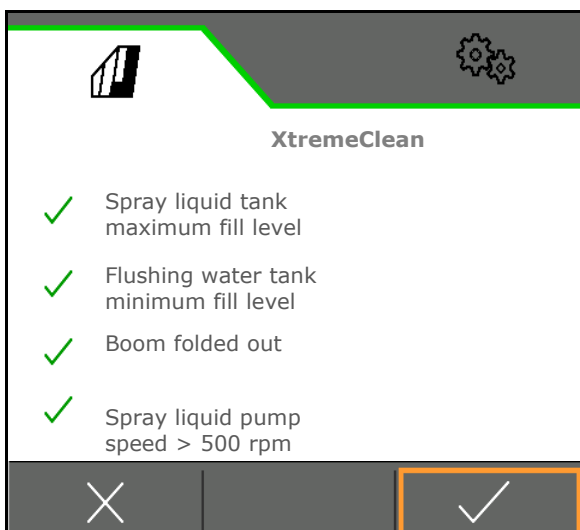 XtremeClean
Spray liquid tank
maximum fill level
Flushing water tank
minimum fill level
Boom folded out
Spray liquid pump
speed > 500 rpm